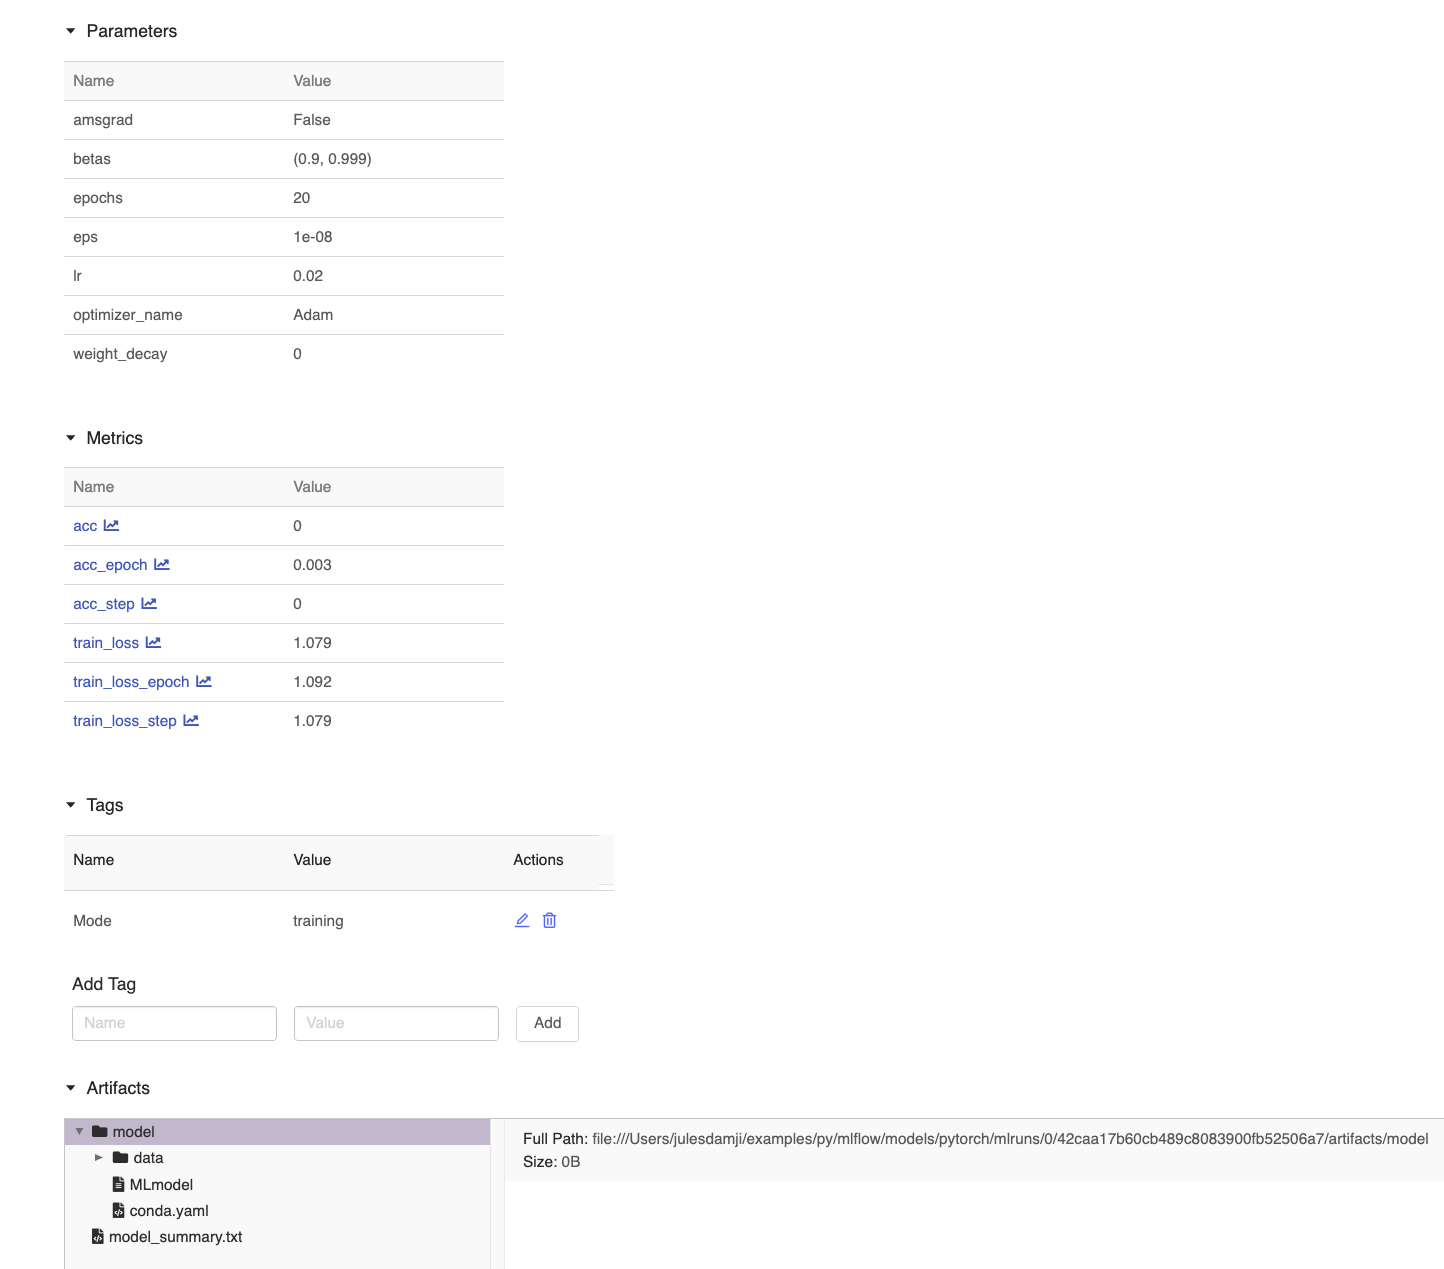 Parameters
Name Value
amsgrad False
betas (0.9, 0.999)
epochs 20
eps 1e-08
lr 0.02
optimizer_name Adam
weight_decay 0
Metrics
Name Value
acc 0
acc_epoch 0.003
acc_step 0
train_loss 1.079
train_loss_epoch 1.092
train_loss_step 1.079
Tags
Name Value Actions
Mode training
Add Tag
Name Value Add
Artifacts
model
data
MLmodel
conda.yaml
model_summary.txt
Full Path: file:///Users/julesdamji/examples/py/mlflow/models/pytorch/mlruns/0/42caa17b60cb489c8083900fb52506a7/artifacts/model
Size: 0B